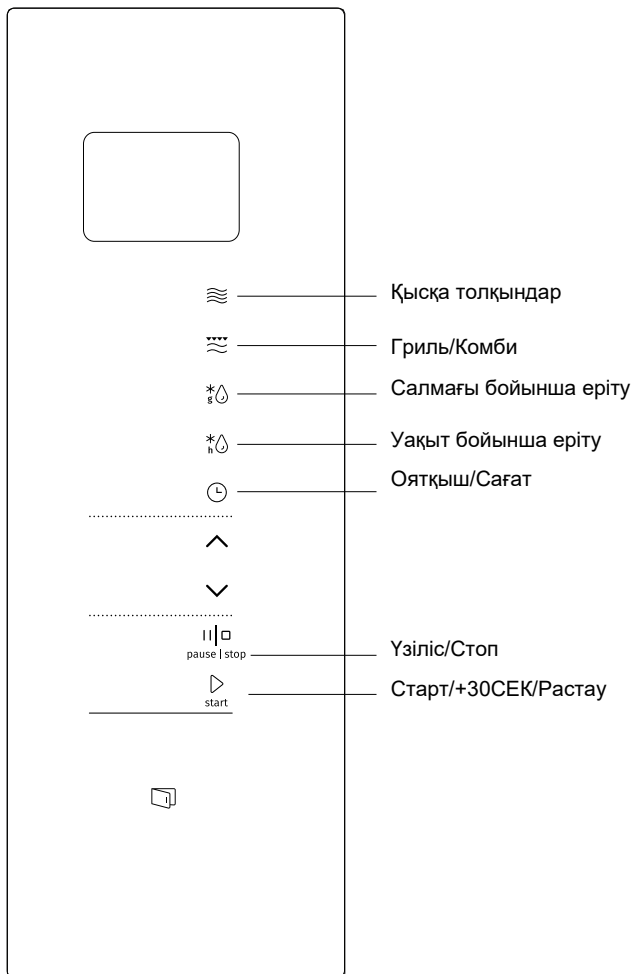 Қысқа толқындар
Гриль/Комби
g
Салмағы бойынша еріту
h
Уақыт бойынша еріту
Оятқыш/Сағат
pause | stop
Үзіліс/Стоп
start
Старт/+30СЕК/Растау